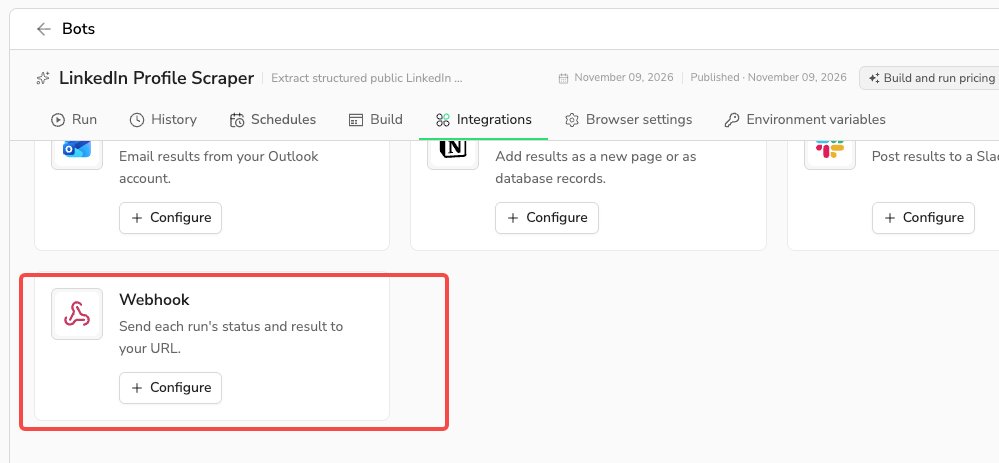 Bots
LinkedIn Profile Scraper
Extract structured public LinkedIn ...
November 09, 2026
Published · November 09, 2026
Build and run pricing
Run
History
Schedules
Build
Integrations
Browser settings
Environment variables
Email results from your Outlook
account.
Configure
Add results as a new page or as
database records.
Configure
Post results to a
Configure
Webhook
Send each run's status and result to
your URL.
Configure